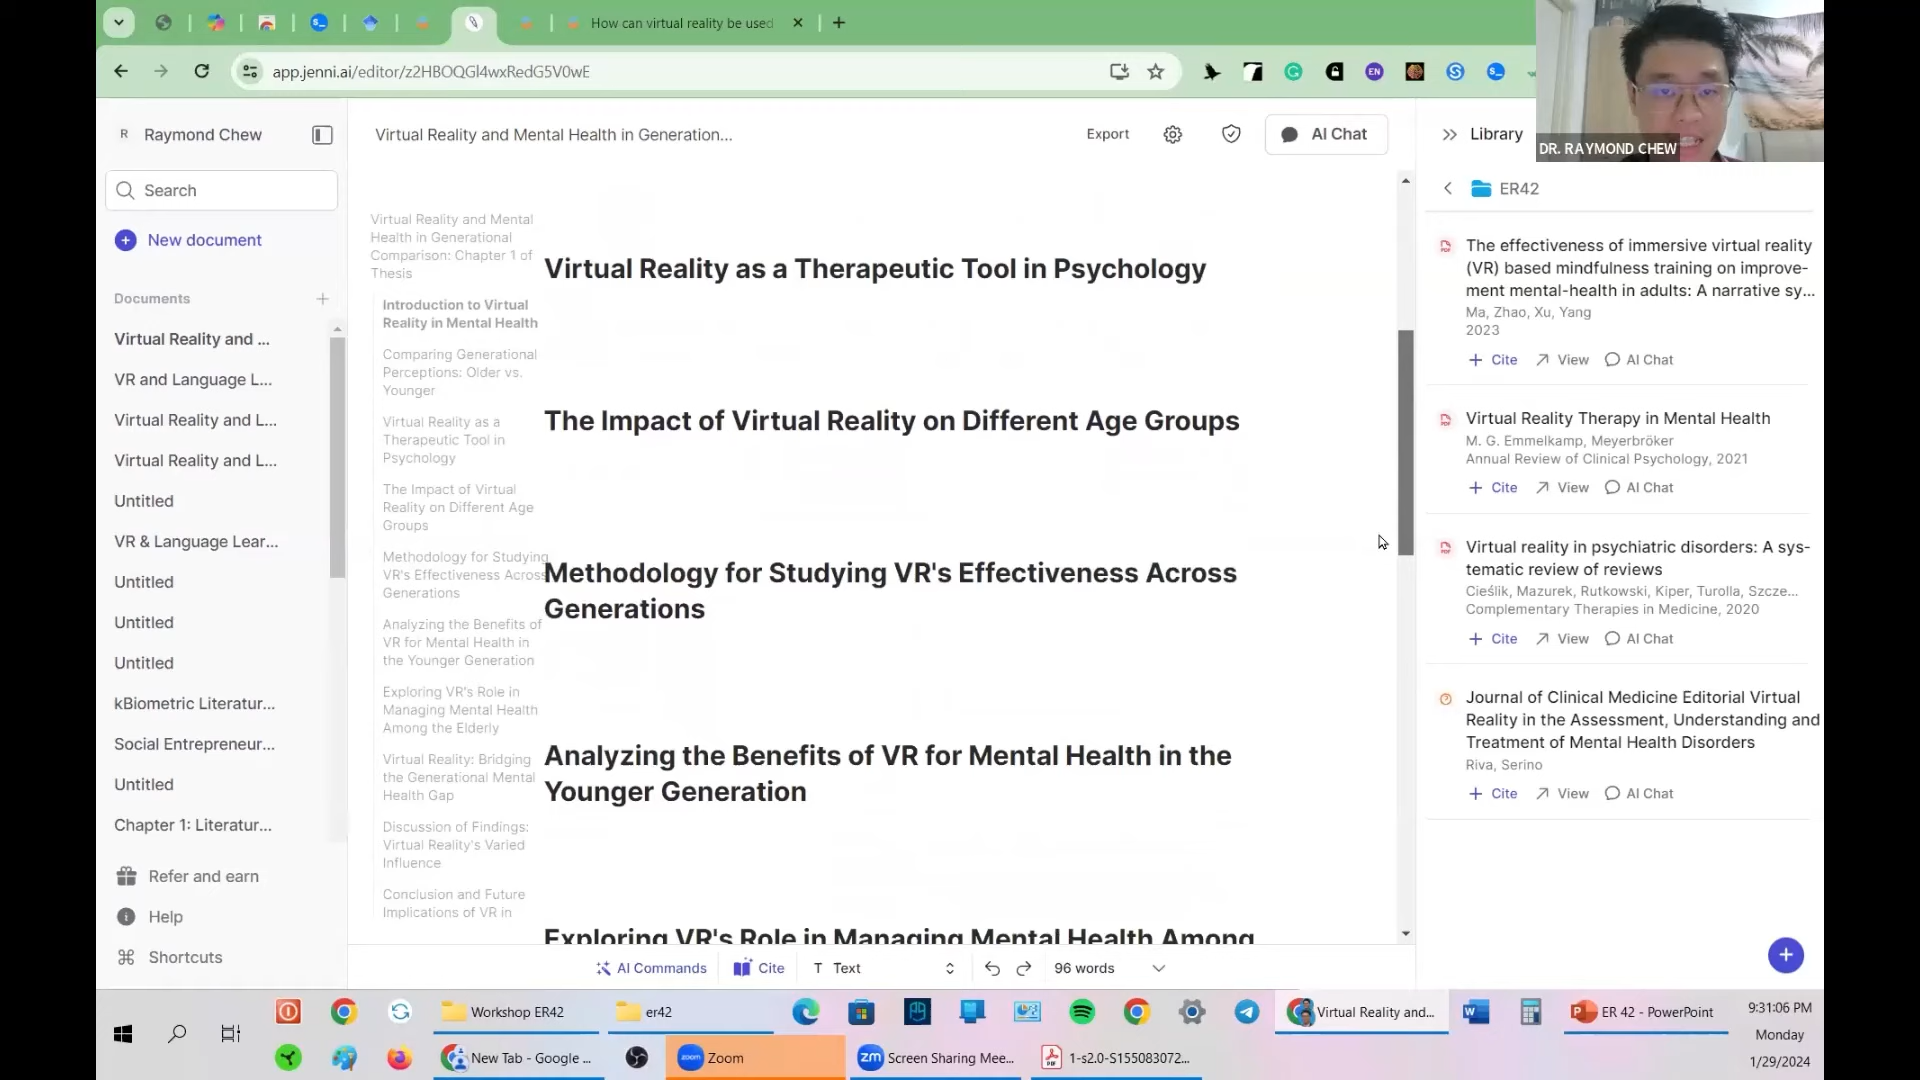 How can virtual reality be used
app.jenni.ai/editor/z2HBOQGl4wxRedG5V0wE
EN
DR. RAYMOND CHEW
R Raymond Chew
Search
New document
Documents
Virtual Reality and ...
VR and Language L...
Virtual Reality and L...
Virtual Reality and L...
Untitled
VR & Language Lear...
Untitled
Untitled
Untitled
kBiometric Literatur...
Social Entrepreneur...
Untitled
Chapter 1: Literatur...
Refer and earn
Help
Shortcuts
Virtual Reality and Mental Health in Generation...
Export
AI Chat
Virtual Reality and Mental
Health in Generational
Comparison: Chapter 1 of
Thesis
Introduction to Virtual
Reality in Mental Health
Comparing Generational
Perceptions: Older vs.
Younger
Virtual Reality as a
Therapeutic Tool in
Psychology
The Impact of Virtual
Reality on Different Age
Groups
Methodology for Studying
VR's Effectiveness Across
Generations
Analyzing the Benefits of
VR for Mental Health in
the Younger Generation
Exploring VR's Role in
Managing Mental Health
Among the Elderly
Virtual Reality: Bridging
the Generational Mental
Health Gap
Discussion of Findings:
Virtual Reality's Varied
Influence
Conclusion and Future
Implications of VR in
Virtual Reality as a Therapeutic Tool in Psychology
The Impact of Virtual Reality on Different Age Groups
Methodology for Studying VR's Effectiveness Across
Generations
Analyzing the Benefits of VR for Mental Health in the
Younger Generation
Exploring VR's Role in Managing Mental Health Among
AI Commands
Cite
T Text
96 words
Library
ER42
The effectiveness of immersive virtual reality
(VR) based mindfulness training on improve-
ment mental-health in adults: A narrative sy...
Ma, Zhao, Xu, Yang
2023
Cite View AI Chat
Virtual Reality Therapy in Mental Health
M. G. Emmelkamp, Meyerbröker
Annual Review of Clinical Psychology, 2021
Cite View AI Chat
Virtual reality in psychiatric disorders: A sys-
tematic review of reviews
Cieślik, Mazurek, Rutkowski, Kiper, Turolla, Szcze...
Complementary Therapies in Medicine, 2020
Cite View AI Chat
Journal of Clinical Medicine Editorial Virtual
Reality in the Assessment, Understanding and
Treatment of Mental Health Disorders
Riva, Serino
Cite View AI Chat
Workshop ER42
er42
Virtual Reality and...
ER 42 - PowerPoint
9:31:06 PM
Monday
1/29/2024
New Tab - Google ...
zoom Zoom
zm Screen Sharing Mee...
1-s2.0-S155083072...